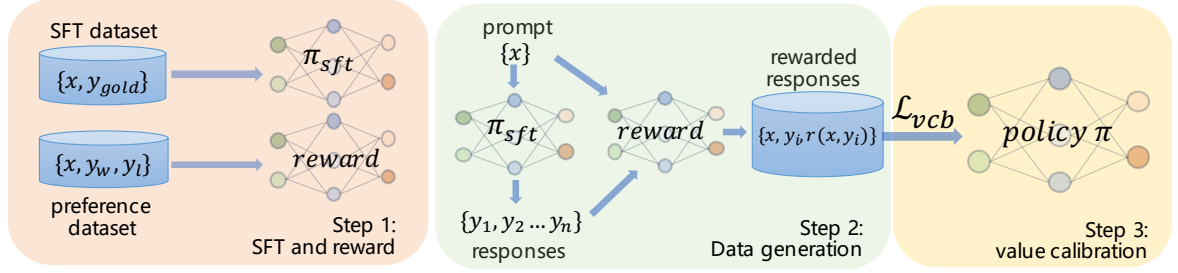 SFT dataset
{x, y_gold}
π_sft
{x, y_w, y_l}
reward
preference
dataset
Step 1:
SFT and reward
prompt
{x}
π_sft
reward
{y_1, y_2 … y_n}
responses
rewarded
responses
{x, y_i, r(x, y_i)}
Step 2:
Data generation
ℒ_vcb
policy π
Step 3:
value calibration